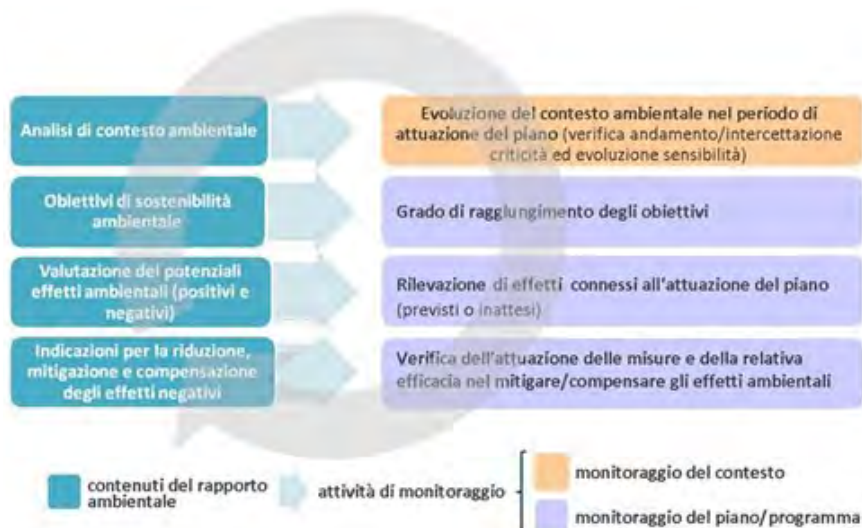 Analisi di contesto ambientale
Evoluzione del contesto ambientale nel periodo di
attuazione del piano (verifica andamento/intercettazione
criticità ed evoluzione sensibilità)
Obiettivi di sostenibilità
ambientale
Grado di raggiungimento degli obiettivi
Valutazione dei potenziali
effetti ambientali (positivi e
negativi)
Rilevazione di effetti connessi all'attuazione del piano
(previsti o inattesi)
Indicazioni per la riduzione,
mitigazione e compensazione
degli effetti negativi
Verifica dell'attuazione delle misure e della relativa
efficacia nel mitigare/compensare gli effetti ambientali
contenuti del rapporto
ambientale
attività di monitoraggio
monitoraggio del contesto
monitoraggio del piano/programma